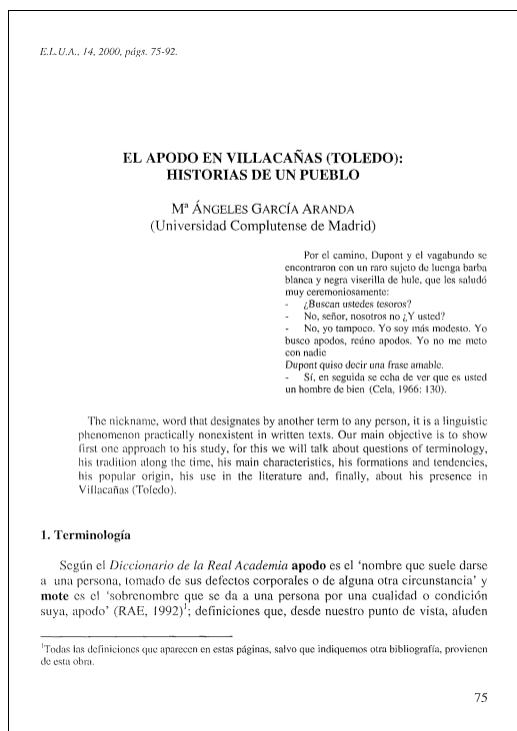 E.L.U.A., 14, 2000, págs. 75-92.
EL APODO EN VILLACAÑAS (TOLEDO):
HISTORIAS DE UN PUEBLO
Mª ÁNGELES GARCÍA ARANDA
(Universidad Complutense de Madrid)
Por el camino, Dupont y el vagabundo se
encontraron con un raro sujeto de luenga barba
blanca y negra viserilla de hule, que les saludó
muy ceremoniosamente:
- ¿Buscan ustedes tesoros?
- No, señor, nosotros no ¿Y usted?
- No, yo tampoco. Yo soy más modesto. Yo
busco apodos, reúno apodos. Yo no me meto
con nadie
Dupont quiso decir una frase amable.
- Sí, en seguida se echa de ver que es usted
un hombre de bien (Cela, 1966: 130).
The nickname, word that designates by another term to any person, it is a linguistic
phenomenon practically nonexistent in written texts. Our main objective is to show
first one approach to his study, for this we will talk about questions of terminology,
his tradition along the time, his main characteristics, his formations and tendencies,
his popular origin, his use in the literature and, finally, about his presence in
Villacañas (Toledo).
1. Terminología
Según el Diccionario de la Real Academia apodo es el ‘nombre que suele darse
a una persona, tomado de sus defectos corporales o de alguna otra circunstancia’ y
mote es el ‘sobrenombre que se da a una persona por una cualidad o condición
suya, apodo’ (RAE, 1992)¹; definiciones que, desde nuestro punto de vista, aluden
¹Todas las definiciones que aparecen en estas páginas, salvo que indiquemos otra bibliografía, provienen
de esta obra.
75